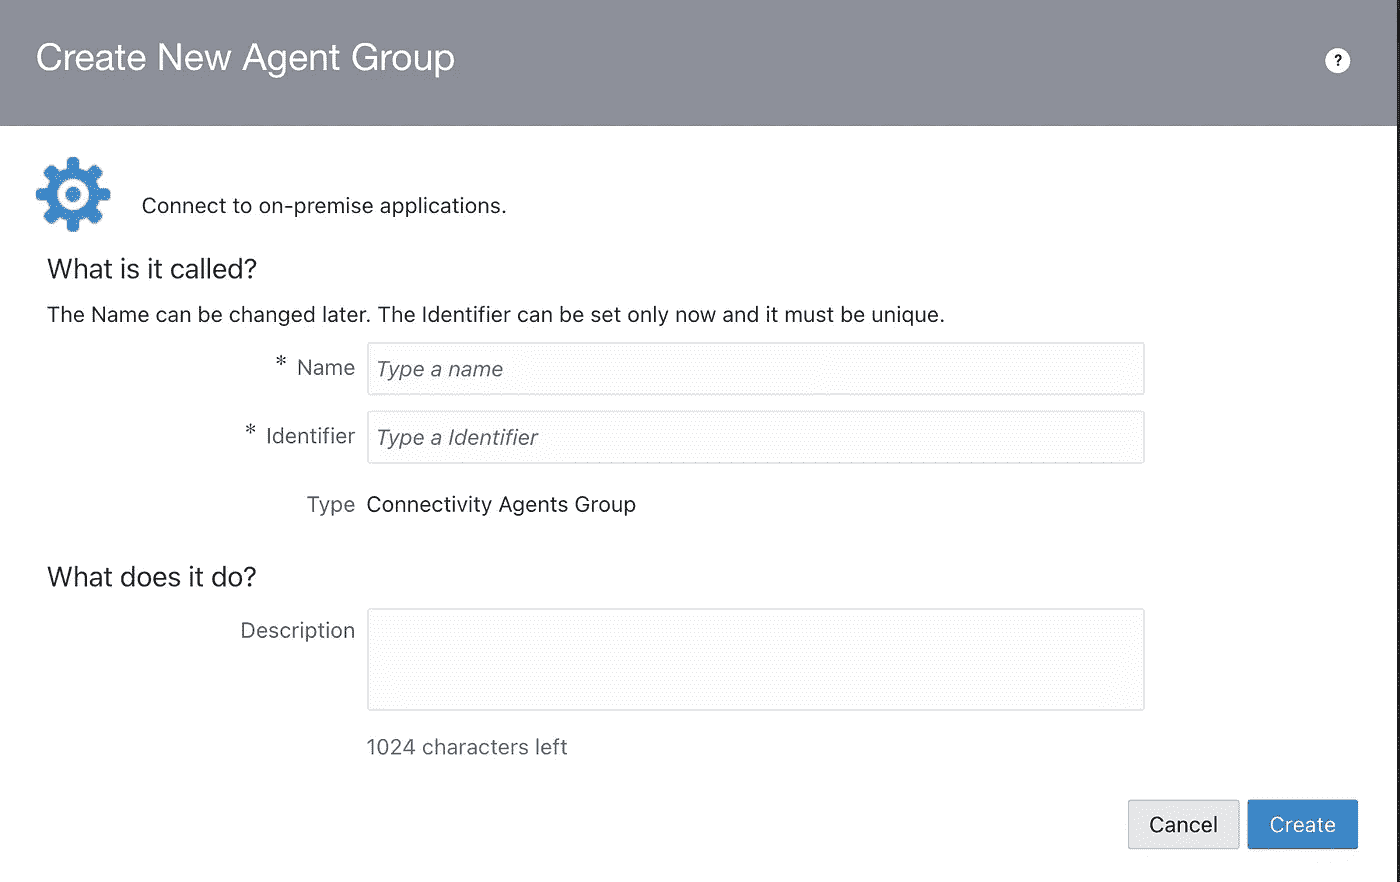 Create New Agent Group
?
Connect to on-premise applications.
What is it called?
The Name can be changed later. The Identifier can be set only now and it must be unique.
* Name Type a name
* Identifier Type a Identifier
Type Connectivity Agents Group
What does it do?
Description
1024 characters left
Cancel Create